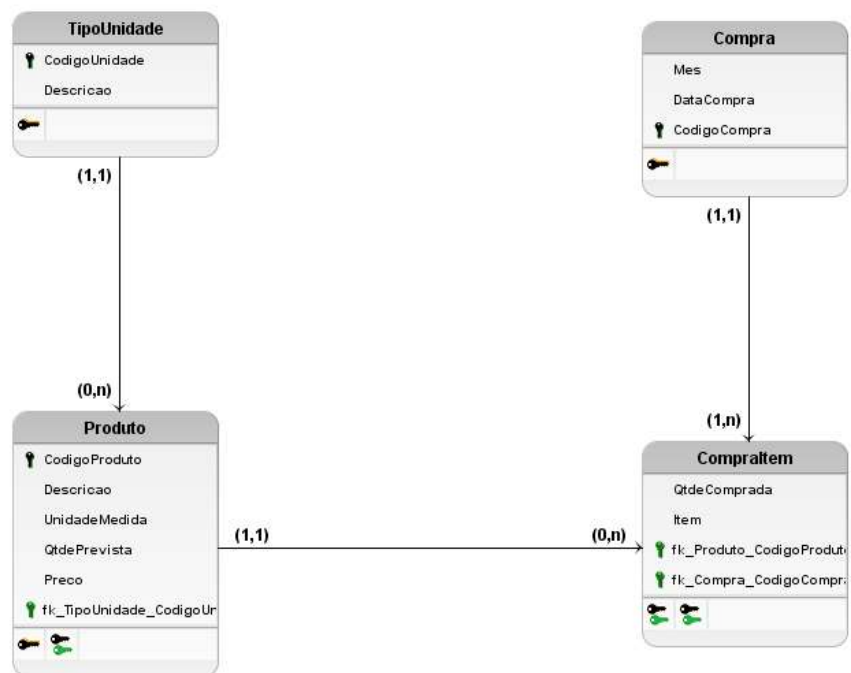 TipoUnidade
CodigoUnidade
Descricao
(1,1)
(0,n)
Compra
Mes
DataCompra
CodigoCompra
(1,1)
(1,n)
Produto
CodigoProduto
Descricao
UnidadeMedida
QtdePrevista
Preco
fk_TipoUnidade_CodigoUn
(1,1)
(0,n)
CompraItem
QtdeComprada
Item
fk_Produto_CodigoProdut
fk_Compra_CodigoCompr